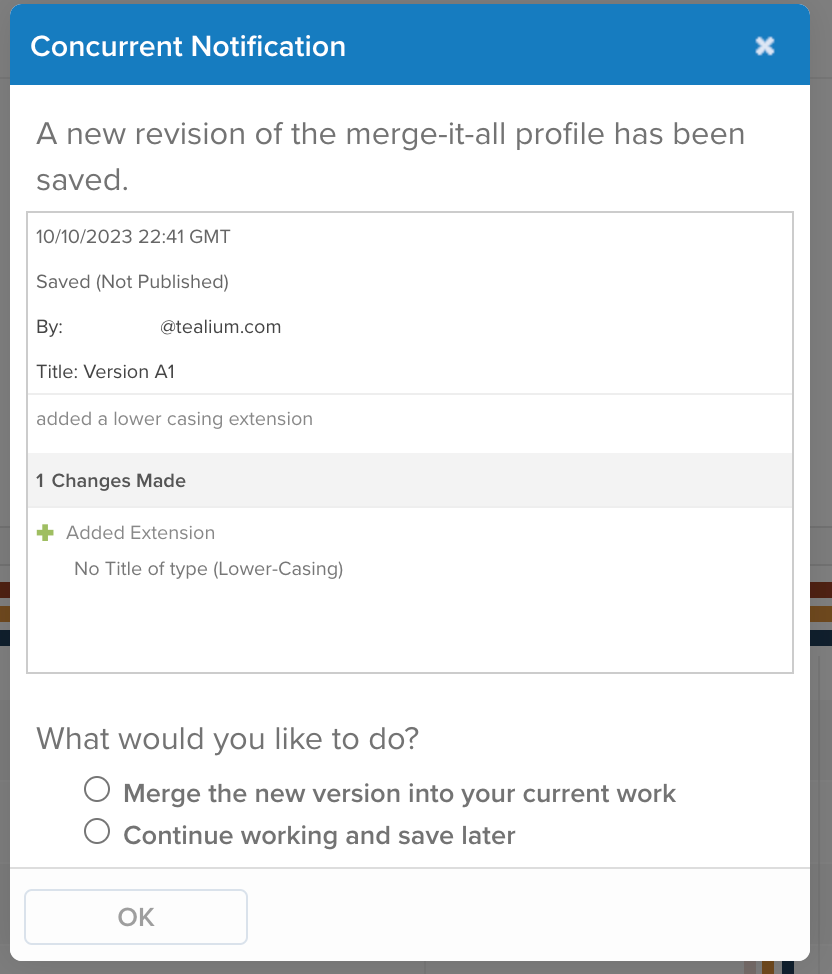 Concurrent Notification
A new revision of the merge-it-all profile has been
saved.
10/10/2023 22:41 GMT
Saved (Not Published)
By: @tealium.com
Title: Version A1
added a lower casing extension
1 Changes Made
Added Extension
No Title of type (Lower-Casing)
What would you like to do?
Merge the new version into your current work
Continue working and save later
OK